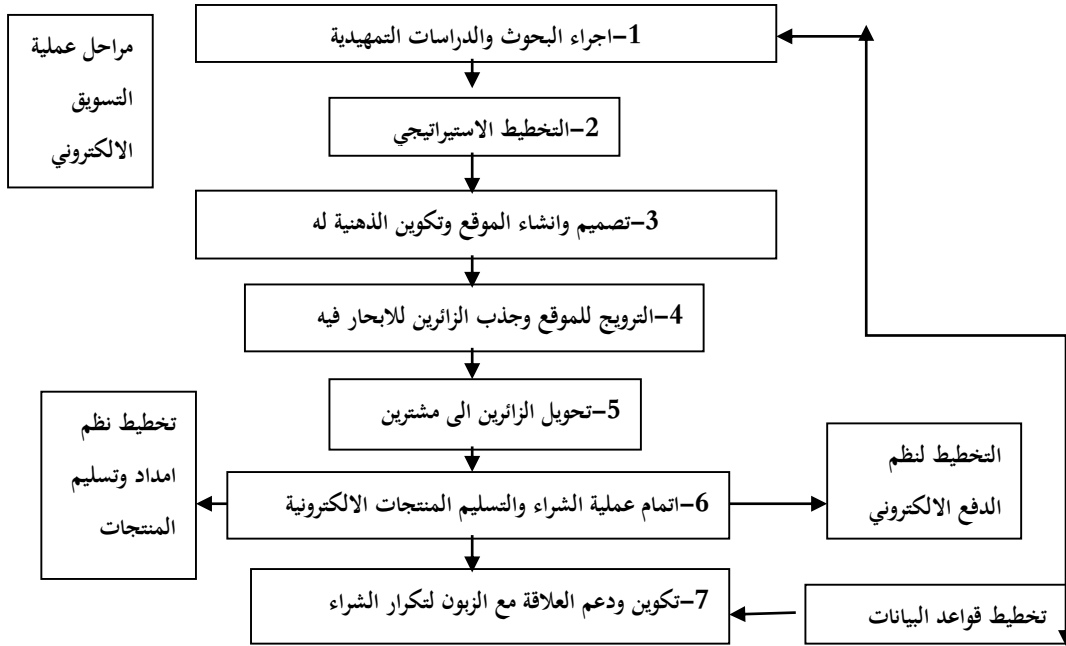 مراحل عملية
التسويق
الالكتروني
1-اجراء البحوث والدراسات التمهيدية
2-التخطيط الاستيراتيجي
3-تصميم وانشاء الموقع وتكوين الذهنية له
4-الترويج للموقع وجذب الزائرين للابحار فيه
5-تحويل الزائرين الى مشترين
التخطيط لنظم
الدفع الالكتروني
6-اتمام عملية الشراء والتسليم المنتجات الالكترونية
تخطيط نظم
امداد وتسليم
المنتجات
7-تكوين ودعم العلاقة مع الزبون لتكرار الشراء
تخطيط قواعد البيانات